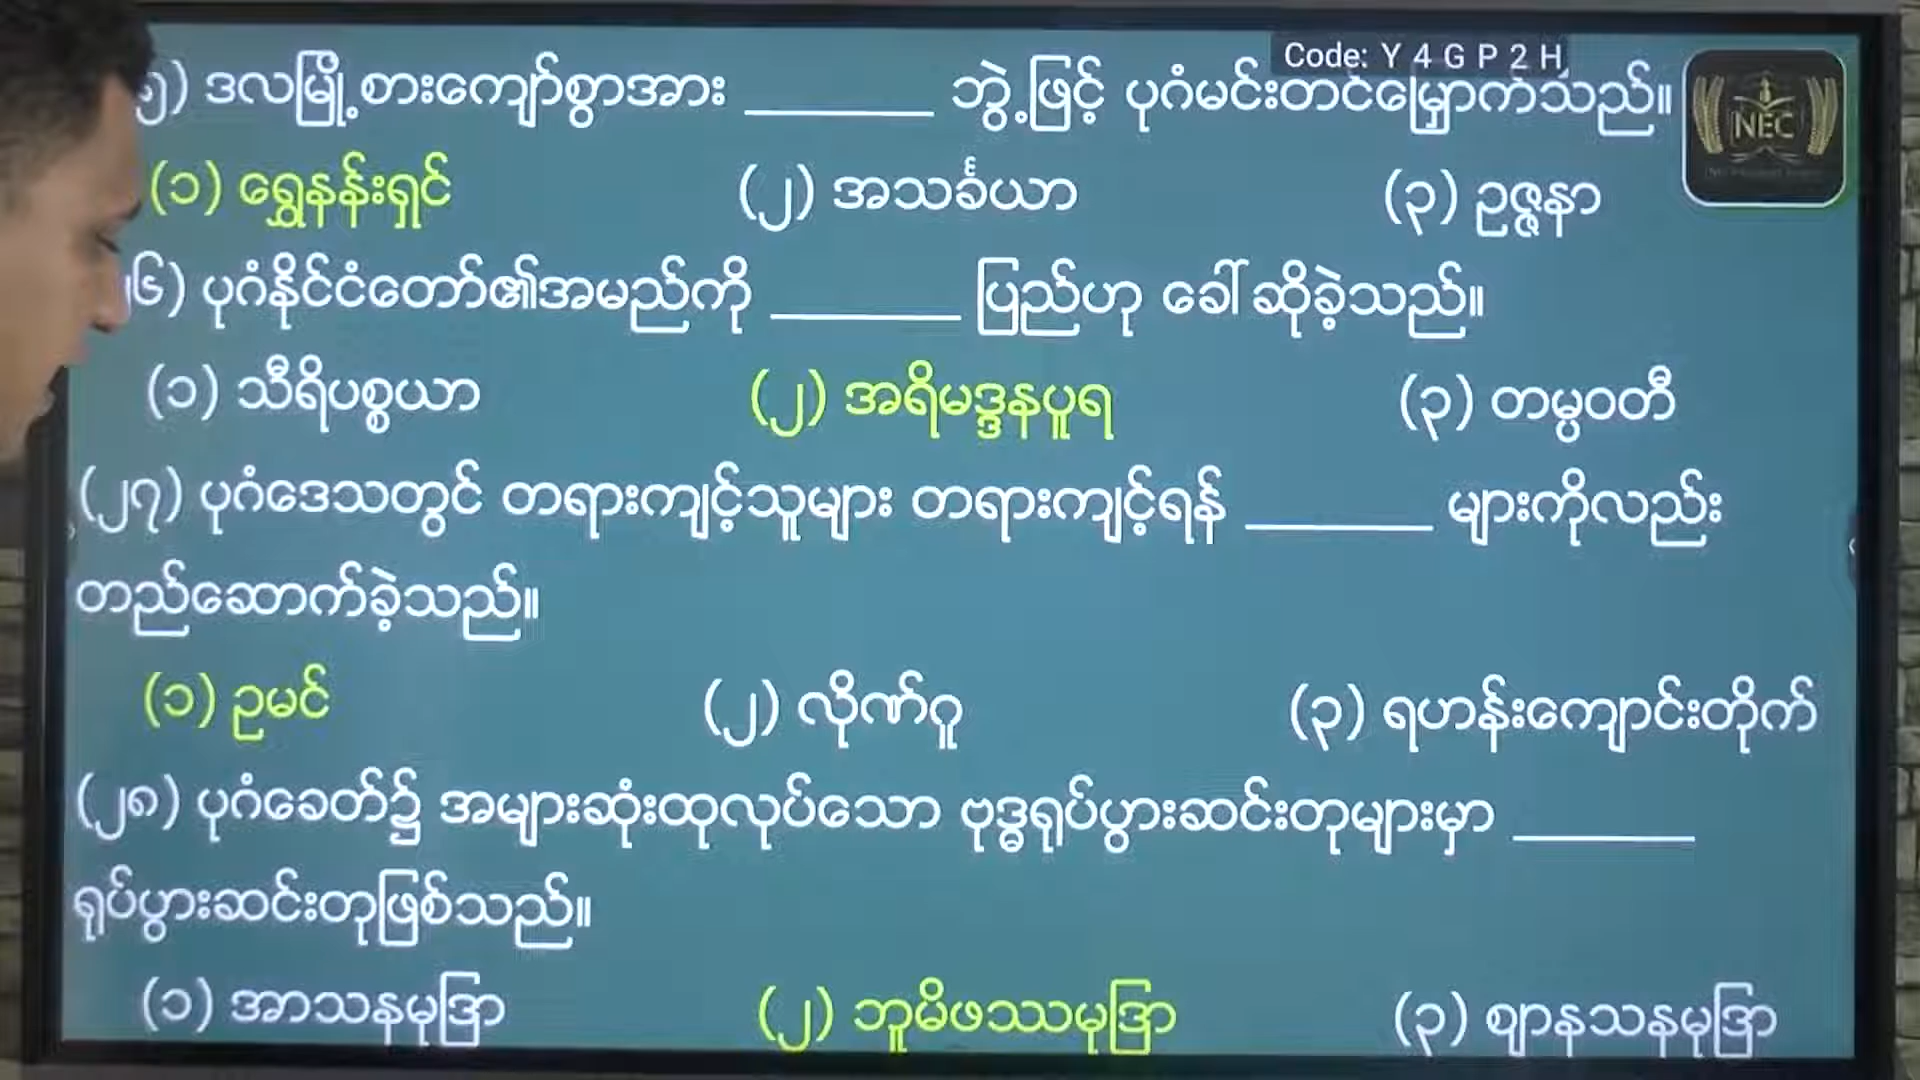 Code: Y 4 G P 2 H
၅) ဒလမြို့စားကျော်စွာအား ________ ဘွဲ့ဖြင့် ပုဂံမင်းတင်မြှောက်သည်။
NEC
(၁) ရွှေနန်းရှင် (၂) အသင်္ခယာ (၃) ဥဇ္ဇနာ
၂၆) ပုဂံနိုင်ငံတော်၏အမည်ကို ________ ပြည်ဟု ခေါ်ဆိုခဲ့သည်။
(၁) သီရိပစ္စယာ (၂) အရိမဒ္ဒနပူရ (၃) တမ္ပဝတီ
(၂၇) ပုဂံဒေသတွင် တရားကျင့်သူများ တရားကျင့်ရန် ________ များကိုလည်း
တည်ဆောက်ခဲ့သည်။
(၁) ဥမင် (၂) လိုဏ်ဂူ (၃) ရဟန်းကျောင်းတိုက်
(၂၈) ပုဂံခေတ်၌ အများဆုံးထုလုပ်သော ဗုဒ္ဓရုပ်ပွားဆင်းတုများမှာ ________
ရုပ်ပွားဆင်းတုဖြစ်သည်။
(၁) အာသနမုဒြာ (၂) ဘူမိဖဿမုဒြာ (၃) ဈာနသနမုဒြာ